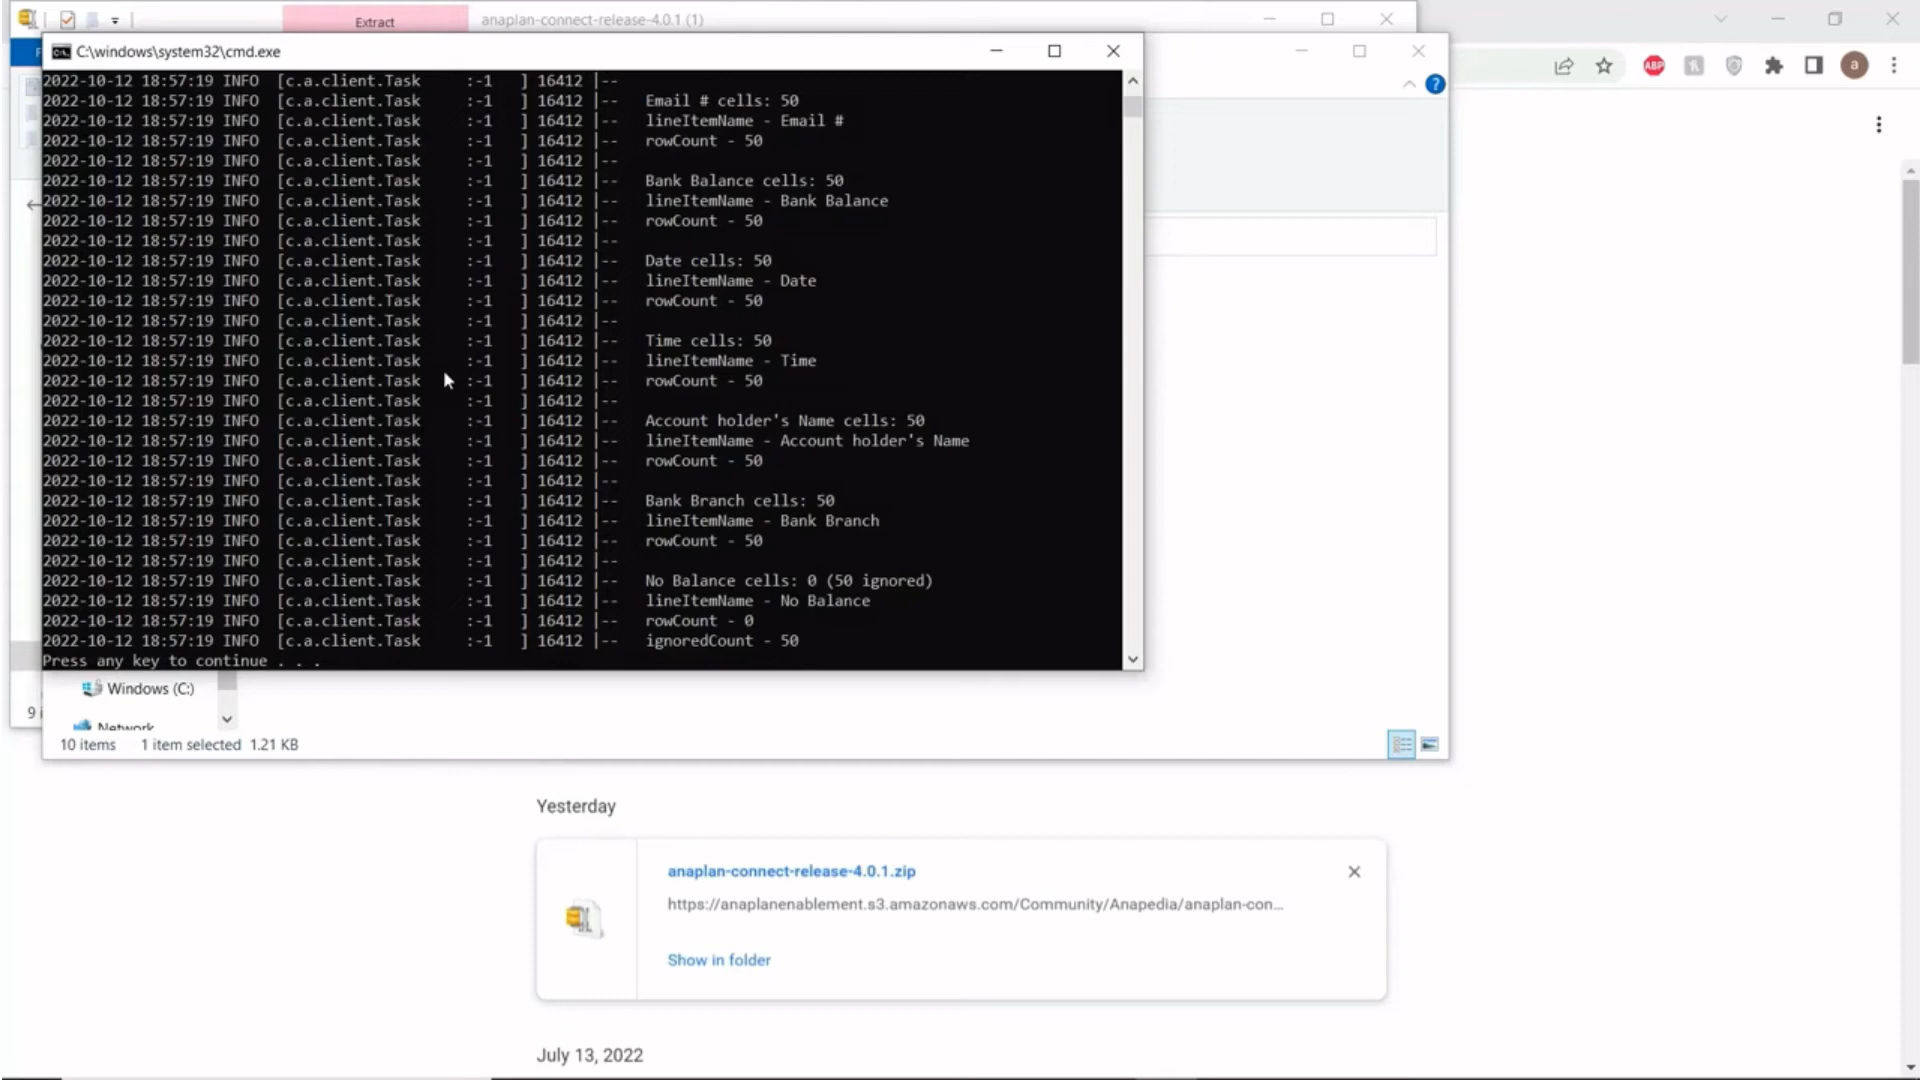 Extract
anaplan-connect-release-4.0.1 (1)
C:\windows\system32\cmd.exe
2022-10-12 18:57:19 INFO [c.a.client.Task :-1 ] 16412 |--
2022-10-12 18:57:19 INFO [c.a.client.Task :-1 ] 16412 |-- Email # cells: 50
2022-10-12 18:57:19 INFO [c.a.client.Task :-1 ] 16412 |-- lineItemName - Email #
2022-10-12 18:57:19 INFO [c.a.client.Task :-1 ] 16412 |-- rowCount - 50
2022-10-12 18:57:19 INFO [c.a.client.Task :-1 ] 16412 |--
2022-10-12 18:57:19 INFO [c.a.client.Task :-1 ] 16412 |-- Bank Balance cells: 50
2022-10-12 18:57:19 INFO [c.a.client.Task :-1 ] 16412 |-- lineItemName - Bank Balance
2022-10-12 18:57:19 INFO [c.a.client.Task :-1 ] 16412 |-- rowCount - 50
2022-10-12 18:57:19 INFO [c.a.client.Task :-1 ] 16412 |--
2022-10-12 18:57:19 INFO [c.a.client.Task :-1 ] 16412 |-- Date cells: 50
2022-10-12 18:57:19 INFO [c.a.client.Task :-1 ] 16412 |-- lineItemName - Date
2022-10-12 18:57:19 INFO [c.a.client.Task :-1 ] 16412 |-- rowCount - 50
2022-10-12 18:57:19 INFO [c.a.client.Task :-1 ] 16412 |--
2022-10-12 18:57:19 INFO [c.a.client.Task :-1 ] 16412 |-- Time cells: 50
2022-10-12 18:57:19 INFO [c.a.client.Task :-1 ] 16412 |-- lineItemName - Time
2022-10-12 18:57:19 INFO [c.a.client.Task :-1 ] 16412 |-- rowCount - 50
2022-10-12 18:57:19 INFO [c.a.client.Task :-1 ] 16412 |--
2022-10-12 18:57:19 INFO [c.a.client.Task :-1 ] 16412 |-- Account holder's Name cells: 50
2022-10-12 18:57:19 INFO [c.a.client.Task :-1 ] 16412 |-- lineItemName - Account holder's Name
2022-10-12 18:57:19 INFO [c.a.client.Task :-1 ] 16412 |-- rowCount - 50
2022-10-12 18:57:19 INFO [c.a.client.Task :-1 ] 16412 |--
2022-10-12 18:57:19 INFO [c.a.client.Task :-1 ] 16412 |-- Bank Branch cells: 50
2022-10-12 18:57:19 INFO [c.a.client.Task :-1 ] 16412 |-- lineItemName - Bank Branch
2022-10-12 18:57:19 INFO [c.a.client.Task :-1 ] 16412 |-- rowCount - 50
2022-10-12 18:57:19 INFO [c.a.client.Task :-1 ] 16412 |--
2022-10-12 18:57:19 INFO [c.a.client.Task :-1 ] 16412 |-- No Balance cells: 0 (50 ignored)
2022-10-12 18:57:19 INFO [c.a.client.Task :-1 ] 16412 |-- lineItemName - No Balance
2022-10-12 18:57:19 INFO [c.a.client.Task :-1 ] 16412 |-- rowCount - 0
2022-10-12 18:57:19 INFO [c.a.client.Task :-1 ] 16412 |-- ignoredCount - 50
Press any key to continue . . .
ABP
a
Windows (C:)
Network
9
10 items 1 item selected 1.21 KB
Yesterday
anaplan-connect-release-4.0.1.zip
https://anaplanenablement.s3.amazonaws.com/Community/Anapedia/anaplan-con...
Show in folder
July 13, 2022